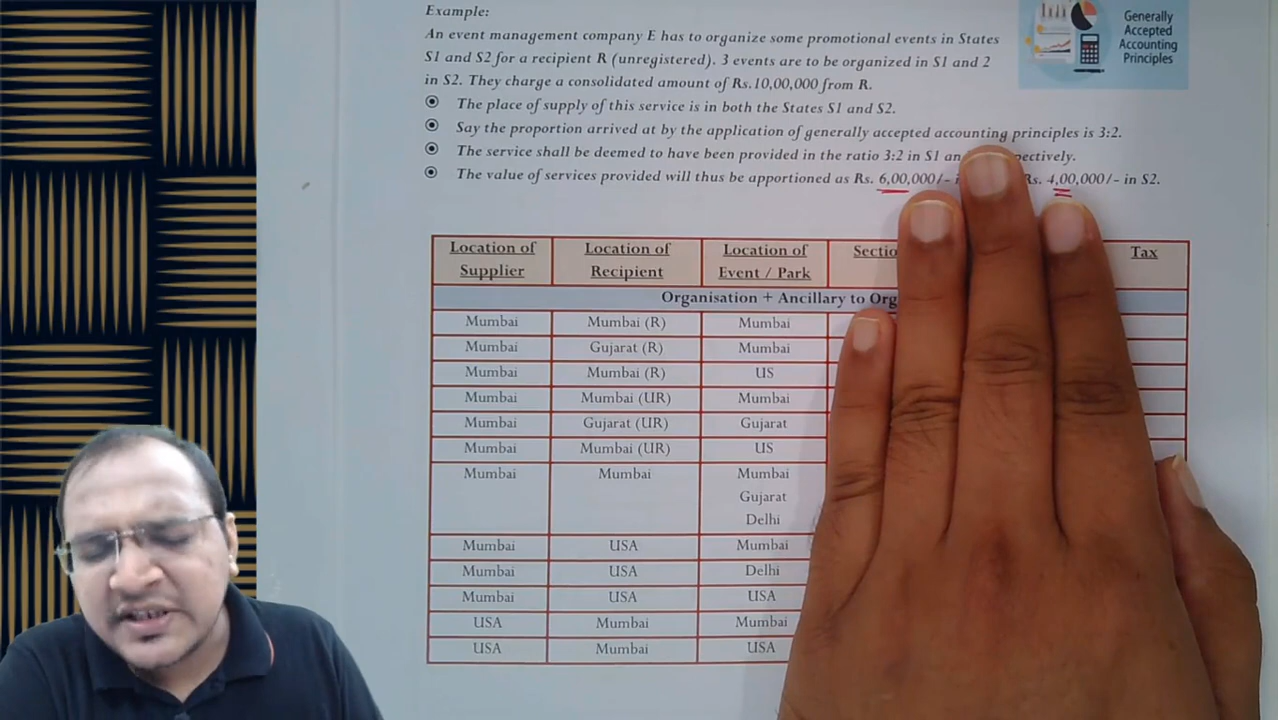 Example:
An event management company E has to organize some promotional events in States
S1 and S2 for a recipient R (unregistered). 3 events are to be organized in S1 and 2
in S2. They charge a consolidated amount of Rs.10,00,000 from R.
Generally
Accepted
Accounting
Principles
The place of supply of this service is in both the States S1 and S2.
Say the proportion arrived at by the application of generally accepted accounting principles is 3:2.
The service shall be deemed to have been provided in the ratio 3:2 in S1
The value of services provided will thus be apportioned as Rs. 6,00,000/- Rs. 4,00,000/- in S2.
Location of Supplier Location of Recipient Location of Event / Park Tax
Organisation + Ancillary to
Mumbai Mumbai (R) Mumbai
Mumbai Gujarat (R) Mumbai
Mumbai Mumbai (R) US
Mumbai Mumbai (UR) Mumbai
Mumbai Gujarat (UR) Gujarat
Mumbai Mumbai (UR) US
Mumbai Mumbai Mumbai
Gujarat
Delhi
Mumbai USA Mumbai
Mumbai USA Delhi
Mumbai USA USA
USA Mumbai Mumbai
USA Mumbai USA